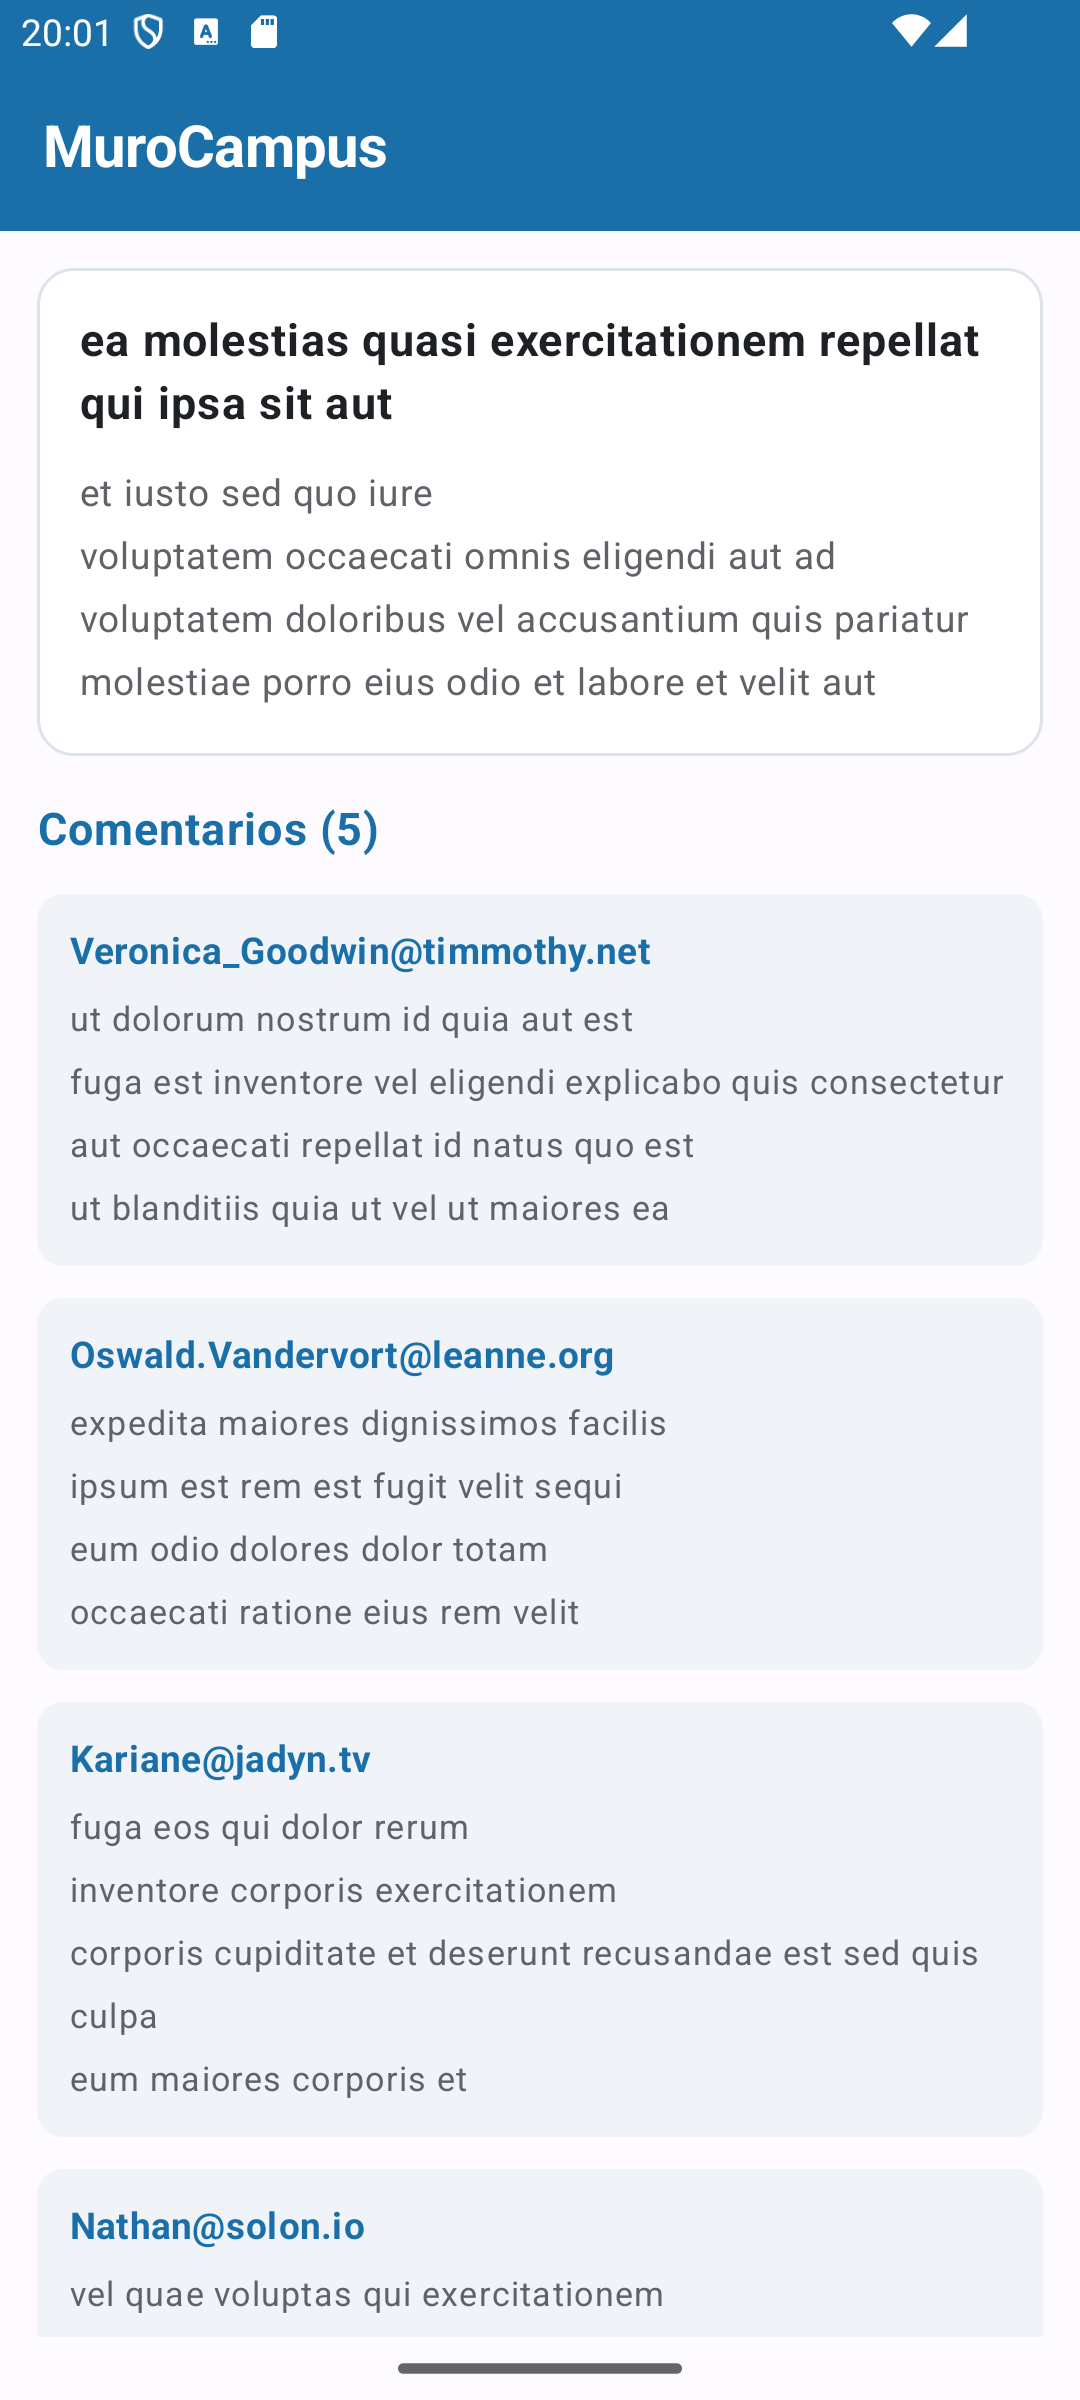 20:01
MuroCampus
ea molestias quasi exercitationem repellat
qui ipsa sit aut
et iusto sed quo iure
voluptatem occaecati omnis eligendi aut ad
voluptatem doloribus vel accusantium quis pariatur
molestiae porro eius odio et labore et velit aut
Comentarios (5)
Veronica_Goodwin@timmothy.net
ut dolorum nostrum id quia aut est
fuga est inventore vel eligendi explicabo quis consectetur
aut occaecati repellat id natus quo est
ut blanditiis quia ut vel ut maiores ea
Oswald.Vandervort@leanne.org
expedita maiores dignissimos facilis
ipsum est rem est fugit velit sequi
eum odio dolores dolor totam
occaecati ratione eius rem velit
Kariane@jadyn.tv
fuga eos qui dolor rerum
inventore corporis exercitationem
corporis cupiditate et deserunt recusandae est sed quis
culpa
eum maiores corporis et
Nathan@solon.io
vel quae voluptas qui exercitationem